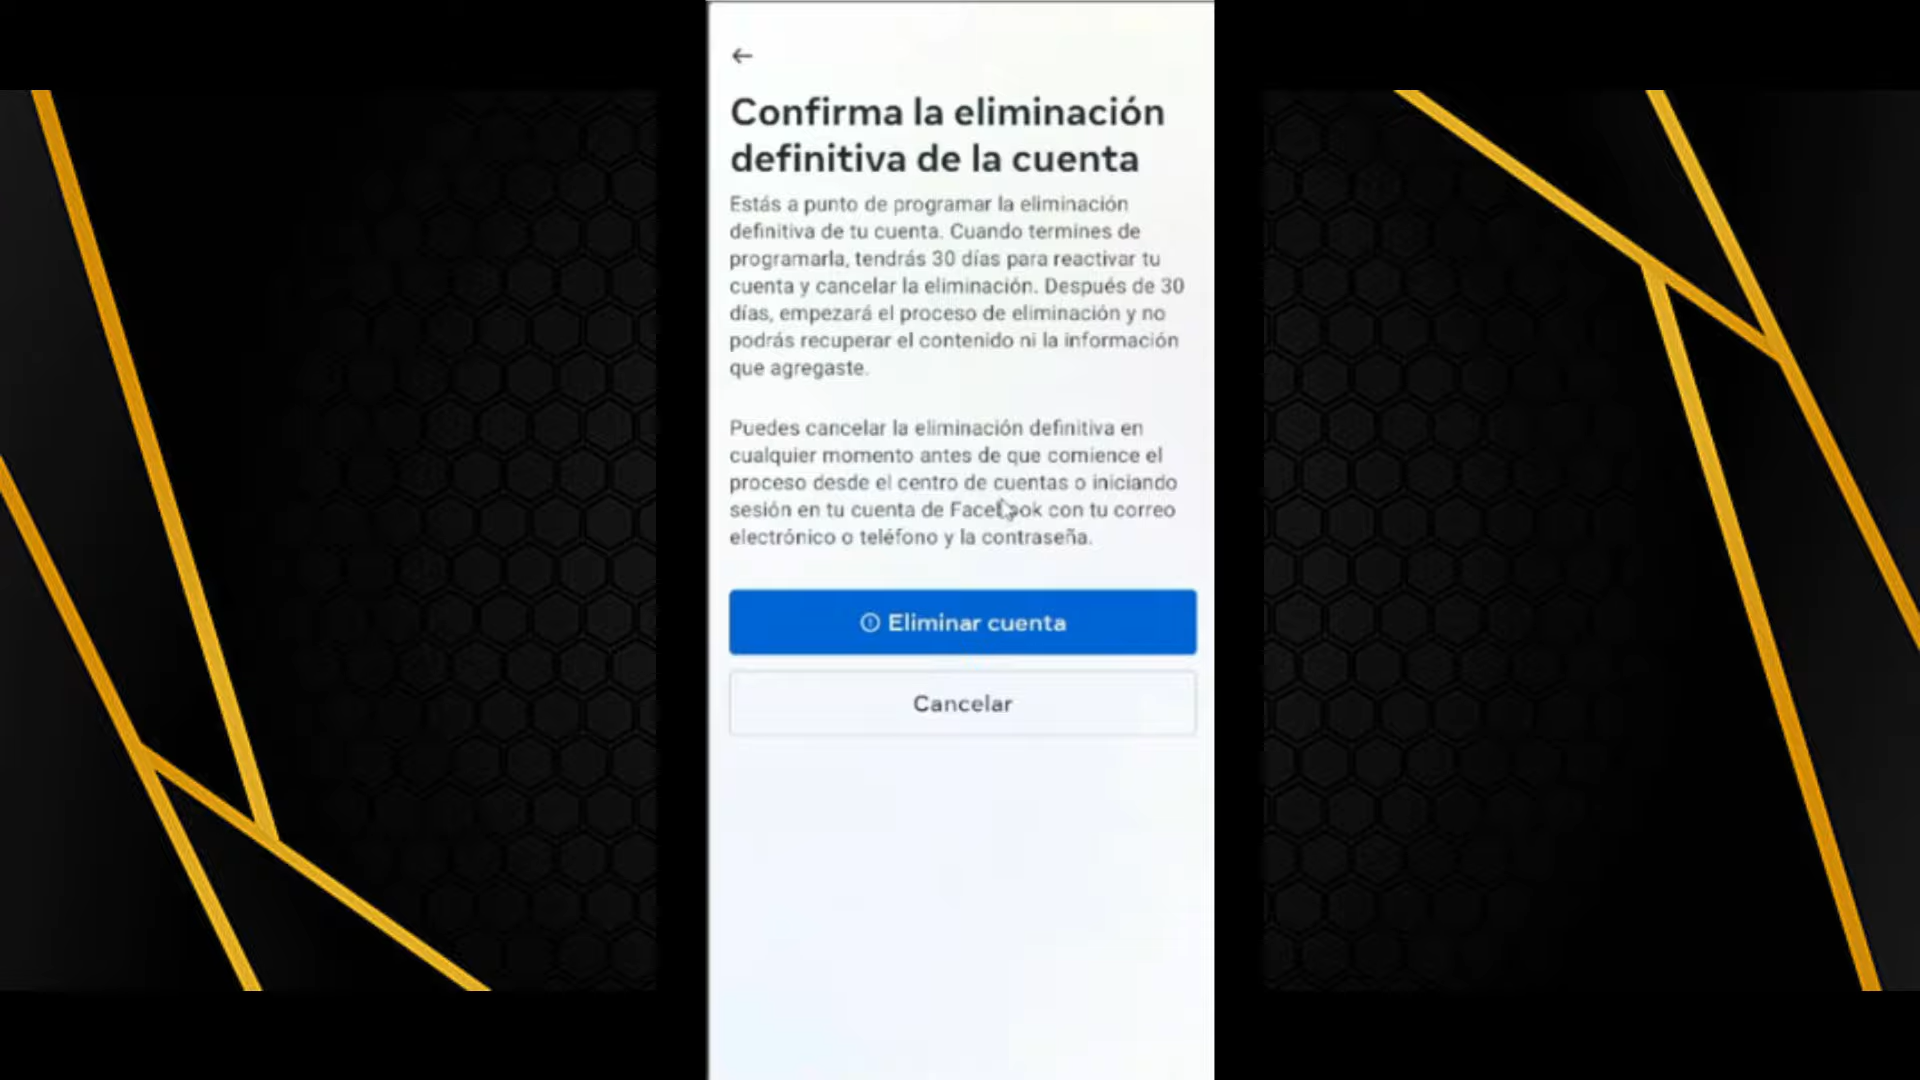 Confirma la eliminación
definitiva de la cuenta
Estás a punto de programar la eliminación
definitiva de tu cuenta. Cuando termines de
programarla, tendrás 30 días para reactivar tu
cuenta y cancelar la eliminación. Después de 30
días, empezará el proceso de eliminación y no
podrás recuperar el contenido ni la información
que agregaste.
Puedes cancelar la eliminación definitiva en
cualquier momento antes de que comience el
proceso desde el centro de cuentas o iniciando
sesión en tu cuenta de Facebook con tu correo
electrónico o teléfono y la contraseña.
Eliminar cuenta
Cancelar